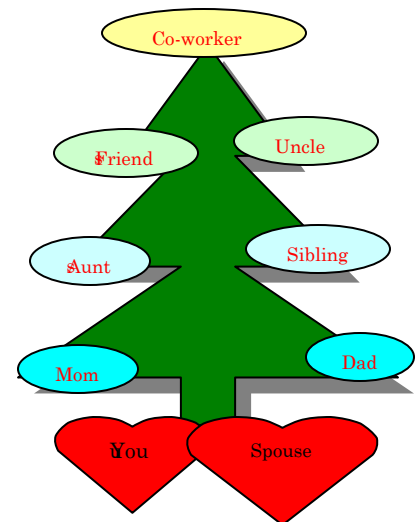 Co-worker
Friend
Uncle
Aunt
Sibling
Mom
Dad
You
Spouse